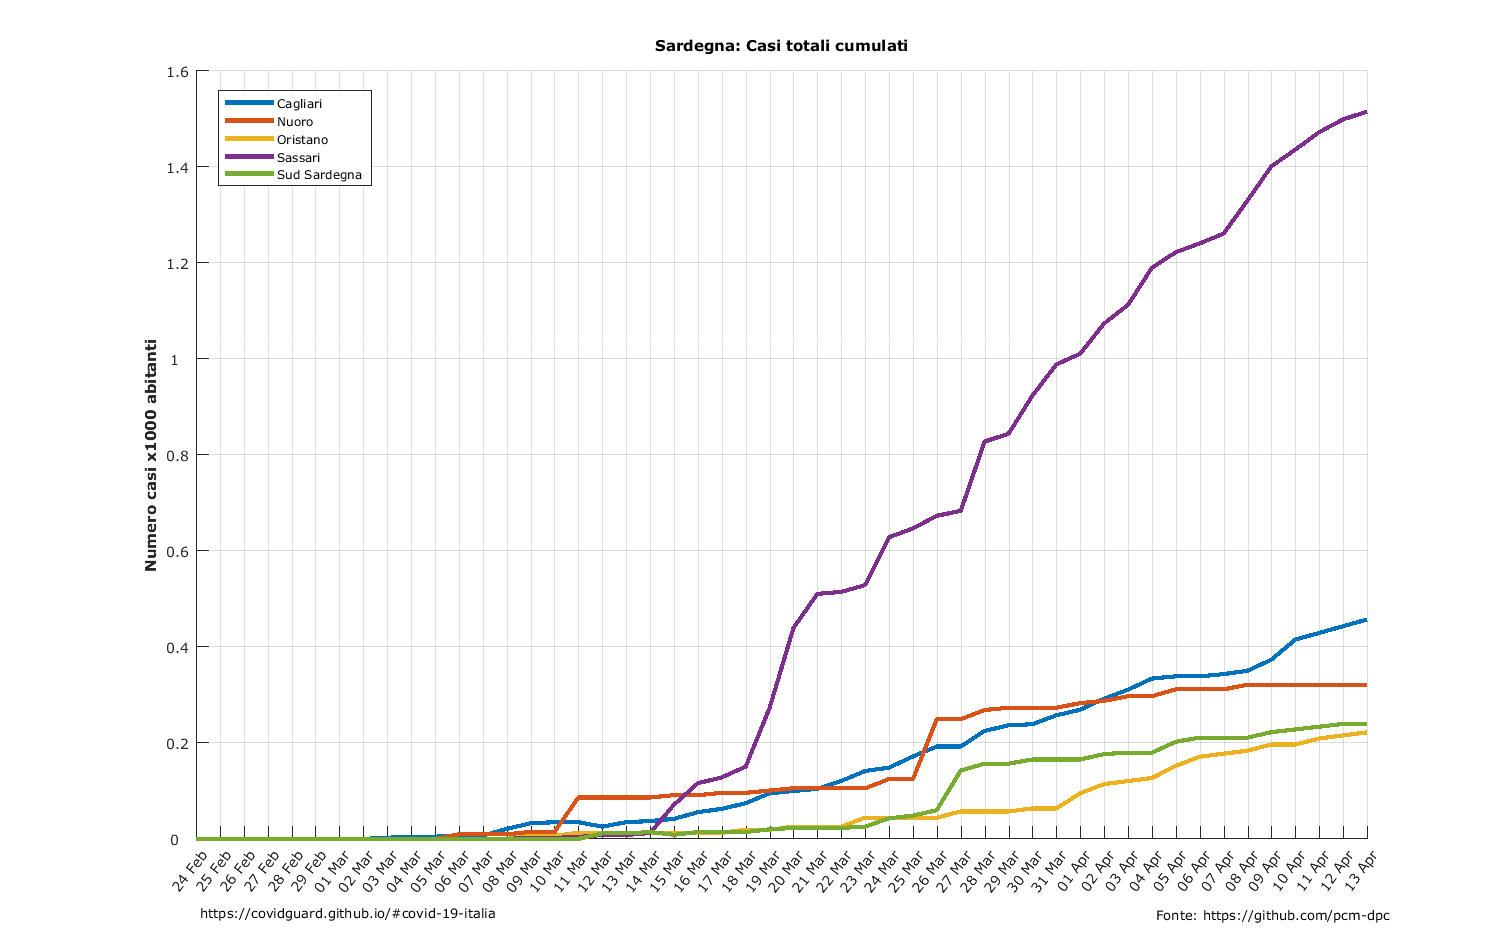 Sardegna: Casi totali cumulati
1.6
1.4
1.2
1
0.8
0.6
0.4
0.2
0
Numero casi x1000 abitanti
Cagliari
Nuoro
Oristano
Sassari
Sud Sardegna
24 Feb
25 Feb
26 Feb
27 Feb
28 Feb
29 Feb
01 Mar
02 Mar
03 Mar
04 Mar
05 Mar
06 Mar
07 Mar
08 Mar
09 Mar
10 Mar
11 Mar
12 Mar
13 Mar
14 Mar
15 Mar
16 Mar
17 Mar
18 Mar
19 Mar
20 Mar
21 Mar
22 Mar
23 Mar
24 Mar
25 Mar
26 Mar
27 Mar
28 Mar
29 Mar
30 Mar
31 Mar
01 Apr
02 Apr
03 Apr
04 Apr
05 Apr
06 Apr
07 Apr
08 Apr
09 Apr
10 Apr
11 Apr
12 Apr
13 Apr
https://covidguard.github.io/#covid-19-italia
Fonte: https://github.com/pcm-dpc